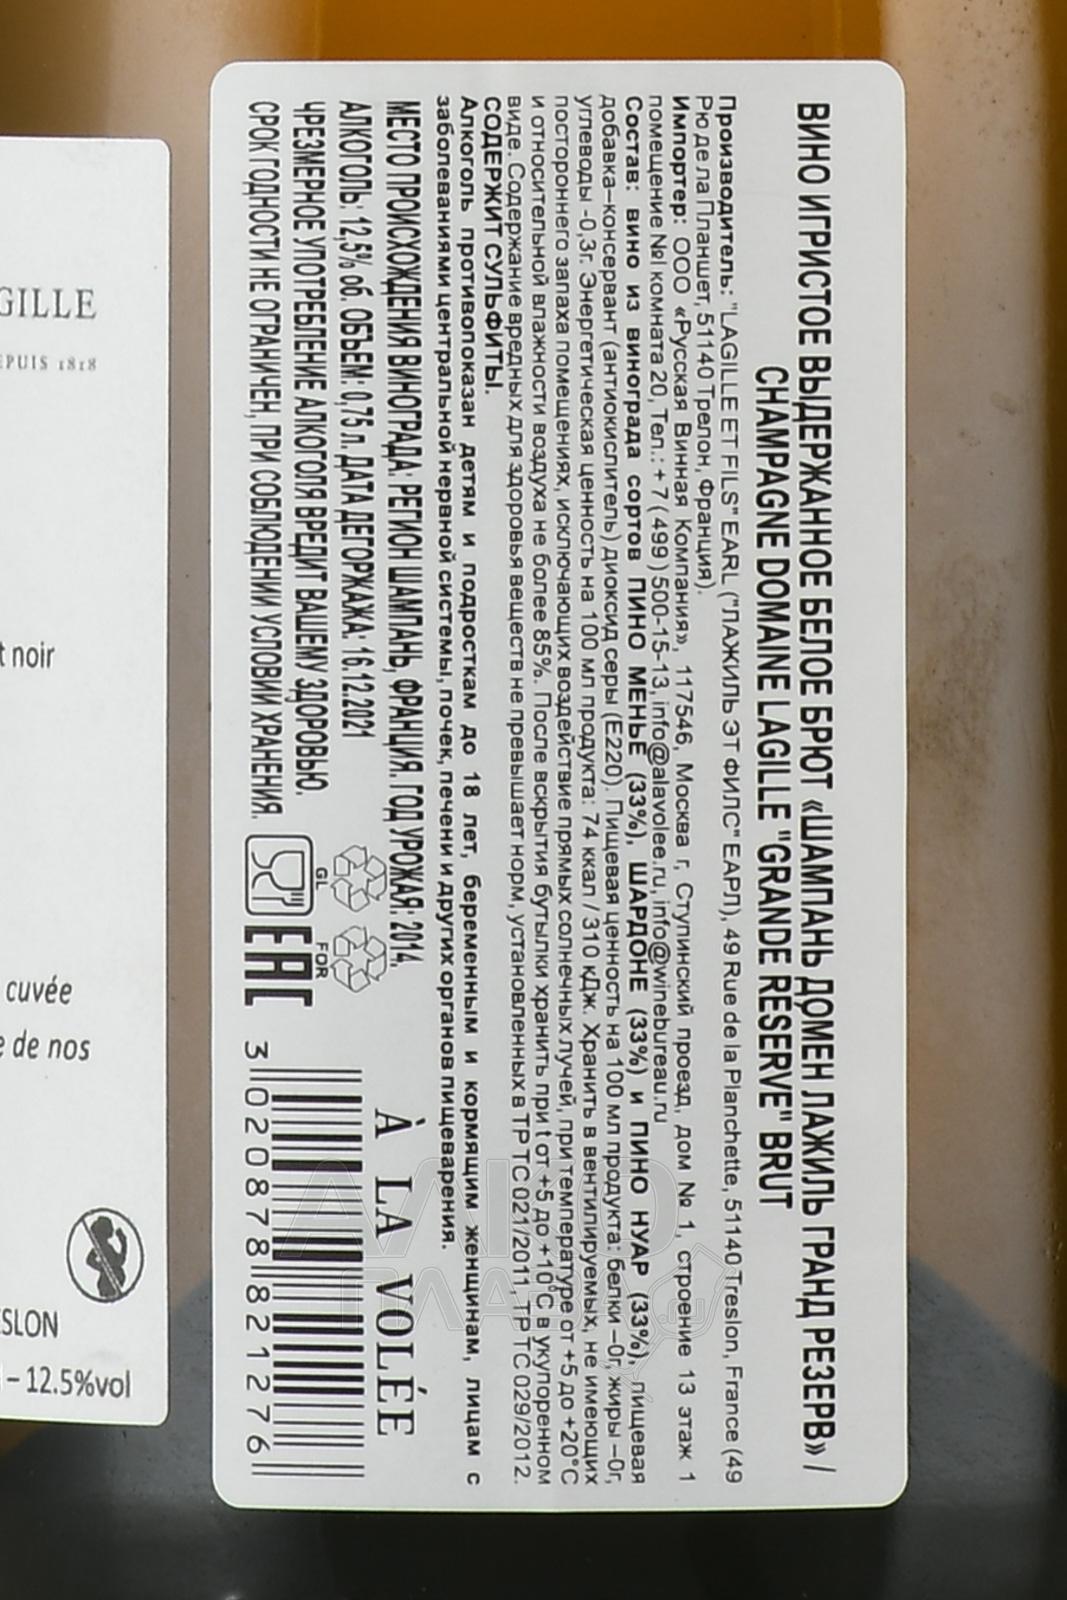 ВИНО ИГРИСТОЕ ВЫДЕРЖАННОЕ БЕЛОЕ БРЮТ «ШАМПАНЬ ДОМЕН ЛАЖИЛЬ ГРАНД РЕЗЕРВ» /
CHAMPAGNE DOMAINE LAGILLE "GRANDE RESERVE" BRUT
Производитель: "LAGILLE ET FILS" EARL ("ЛАЖИЛЬ ЭТ ФИЛС" ЕАРЛ), 49 Rue de la Planchette, 51140 Treslon, France (49
Рю де ла Планшет, 51140 Трелон, Франция).
Импортер: ООО «Русская Винная Компания», 117546, Москва г, Ступинский проезд, дом № 1, строение 13 этаж 1
помещение №I комната 20, Тел.: +7(499)500-15-13, info@alavolee.ru, info@winebureau.ru
Состав: вино из винограда сортов ПИНО МЕНЬЕ (33%), ШАРДОНЕ (33%) и ПИНО НУАР (33%), пищевая
добавка–консервант (антиокислитель) диоксид серы (Е220). Пищевая ценность на 100 мл продукта: белки –0г, жиры –0г,
углеводы -0,3г. Энергетическая ценность на 100 мл продукта: 74 ккал / 310 кДж. Хранить в вентилируемых, не имеющих
постороннего запаха помещениях, исключающих воздействие прямых солнечных лучей, при температуре от +5 до +20°С
и относительной влажности воздуха не более 85%. После вскрытия бутылки хранить при t от +5 до +10°С в укупоренном
виде. Содержание вредных для здоровья веществ не превышает норм, установленных в ТР ТС 021/2011, ТР ТС 029/2012.
СОДЕРЖИТ СУЛЬФИТЫ.
Алкоголь противопоказан детям и подросткам до 18 лет, беременным и кормящим женщинам, лицам с
заболеваниями центральной нервной системы, почек, печени и других органов пищеварения.
МЕСТО ПРОИСХОЖДЕНИЯ ВИНОГРАДА: РЕГИОН ШАМПАНЬ, ФРАНЦИЯ. ГОД УРОЖАЯ: 2014.
АЛКОГОЛЬ: 12,5% об. ОБЪЕМ: 0,75 л. ДАТА ДЕГОРЖАЖА: 16.12.2021
ЧРЕЗМЕРНОЕ УПОТРЕБЛЕНИЕ АЛКОГОЛЯ ВРЕДИТ ВАШЕМУ ЗДОРОВЬЮ.
СРОК ГОДНОСТИ НЕ ОГРАНИЧЕН, ПРИ СОБЛЮДЕНИИ УСЛОВИЙ ХРАНЕНИЯ.
GL
FOR
EAC
À LA VOLÉE
3 020878 821276
GILLE
EPUIS 1818
t noir
cuvée
e de nos
SLON
– 12.5%vol
АЛКО
ПЛАЗА